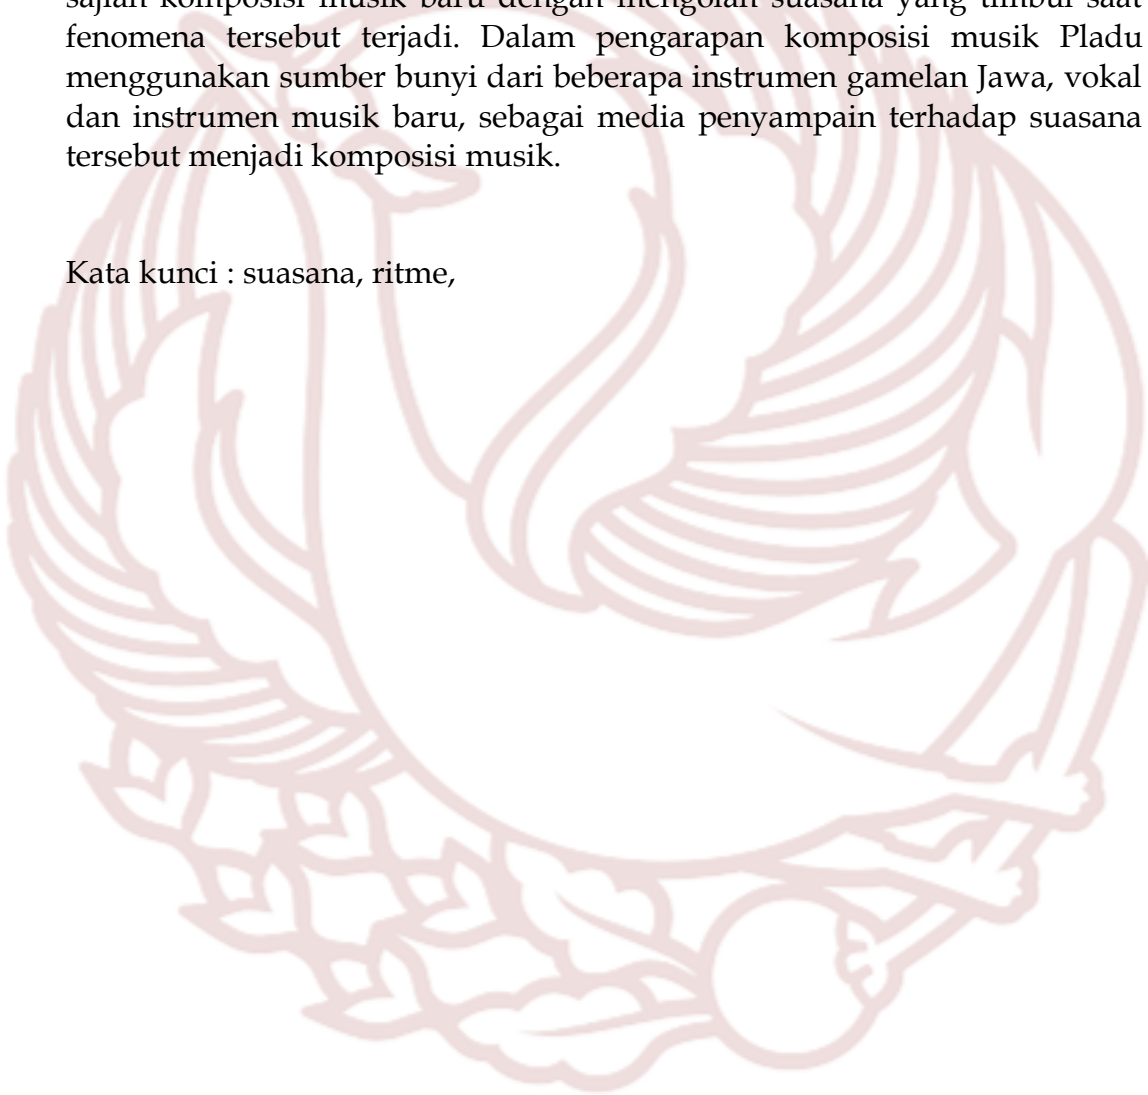 sajian komposisi musik baru dengan mengolah suasana yang timbul saat
fenomena tersebut terjadi. Dalam pengarapan komposisi musik Pladu
menggunakan sumber bunyi dari beberapa instrumen gamelan Jawa, vokal
dan instrumen musik baru, sebagai media penyampain terhadap suasana
tersebut menjadi komposisi musik.
Kata kunci : suasana, ritme,